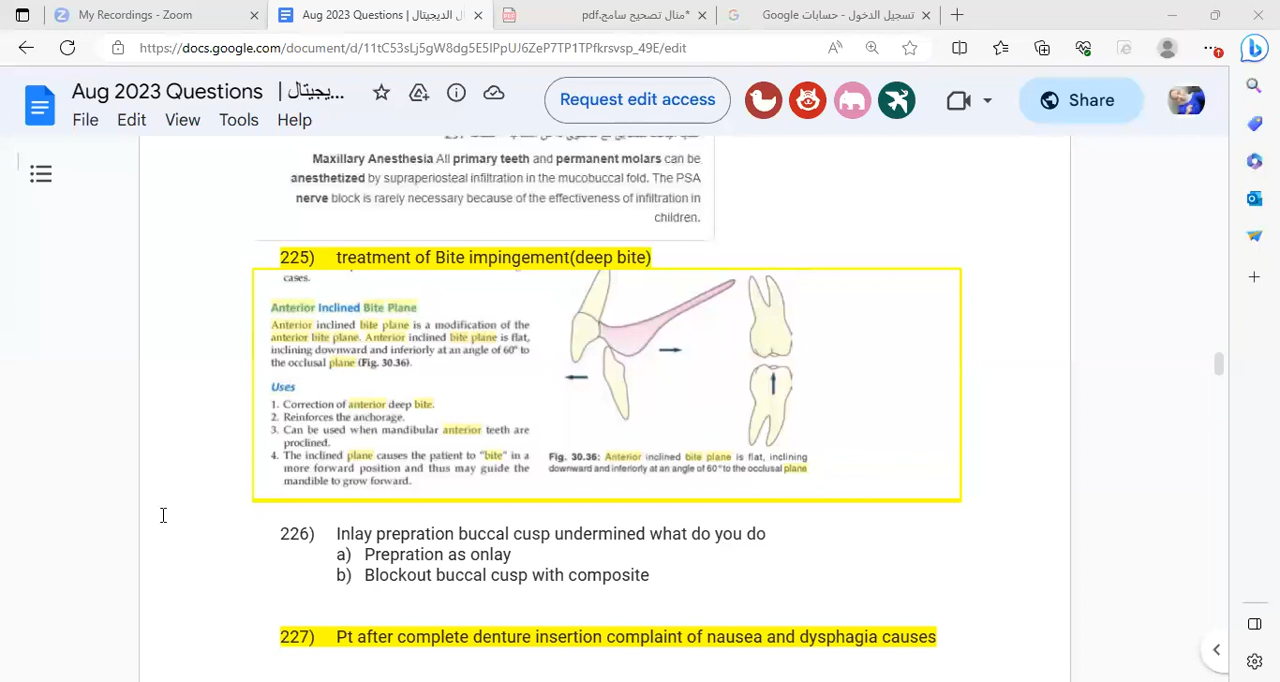 My Recordings - Zoom
Aug 2023 Questions | ال الديجيتال
منال تصحيح سامح.pdf*
تسجيل الدخول - حسابات Google
https://docs.google.com/document/d/11tC53sLj5gW8dg5E5IPpUJ6ZeP7TP1TPfkrsvsp_49E/edit
Aug 2023 Questions | يجيتال...
Request edit access
Share
File Edit View Tools Help
Maxillary Anesthesia All primary teeth and permanent molars can be
anesthetized by supraperiosteal infiltration in the mucobuccal fold. The PSA
nerve block is rarely necessary because of the effectiveness of infiltration in
children.
225) treatment of Bite impingement(deep bite)
cases.
Anterior Inclined Bite Plane
Anterior inclined bite plane is a modification of the
anterior bite plane. Anterior inclined bite plane is flat,
inclining downward and inferiorly at an angle of 60° to
the occlusal plane (Fig. 30.36).
Uses
1. Correction of anterior deep bite.
2. Reinforces the anchorage.
3. Can be used when mandibular anterior teeth are
proclined.
4. The inclined plane causes the patient to "bite" in a
more forward position and thus may guide the
mandible to grow forward.
Fig. 30.36: Anterior inclined bite plane is flat, inclining
downward and inferiorly at an angle of 60° to the occlusal plane
226) Inlay prepration buccal cusp undermined what do you do
a) Prepration as onlay
b) Blockout buccal cusp with composite
227) Pt after complete denture insertion complaint of nausea and dysphagia causes